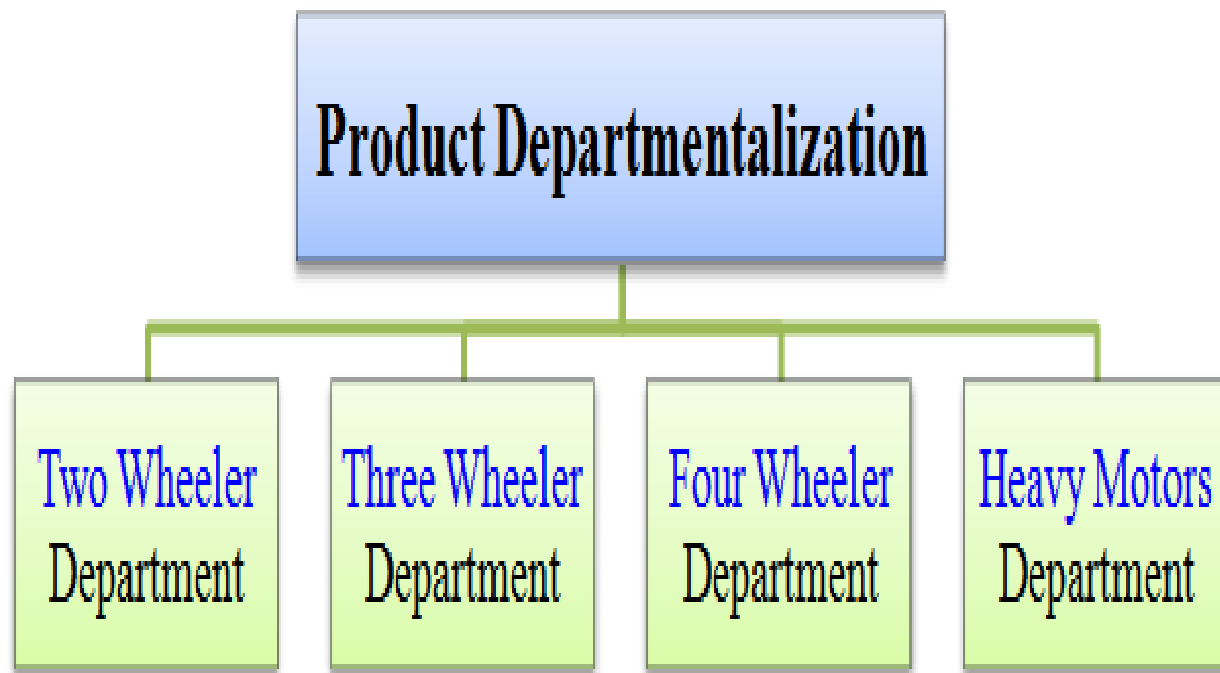 Product Departmentalization
Two Wheeler
Department
Three Wheeler
Department
Four Wheeler
Department
Heavy Motors
Department